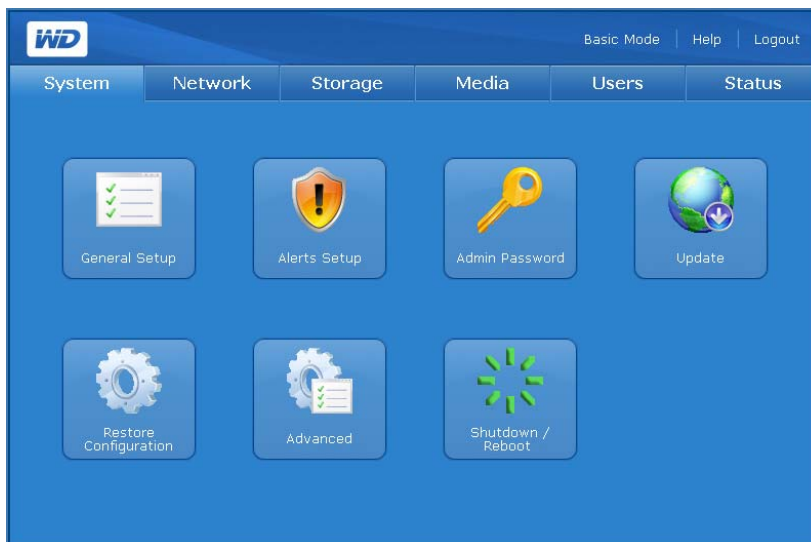 WD
Basic Mode | Help | Logout
System Network Storage Media Users Status
General Setup
Alerts Setup
Admin Password
Update
Restore
Configuration
Advanced
Shutdown /
Reboot